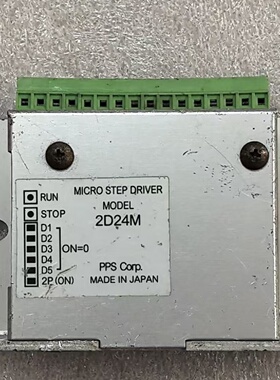 MICRO STEP DRIVER
MODEL
2D24M
RUN
STOP
D1
D2
D3
D4
D5
ON=0
2P(ON)
PPS Corp.
MADE IN JAPAN